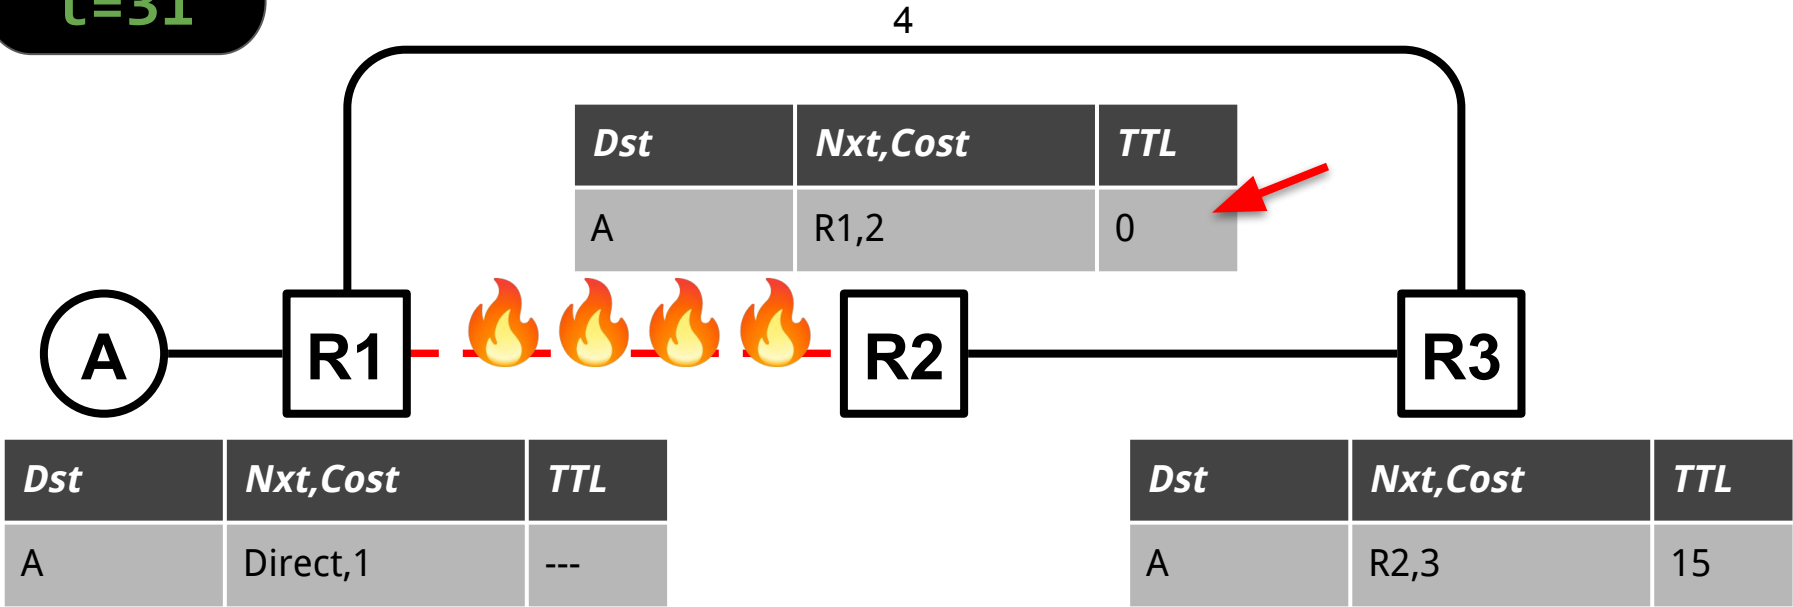 t=31
4
Dst Nxt,Cost TTL
A R1,2 0
A R1 R2 R3
Dst Nxt,Cost TTL
A Direct,1 ---
Dst Nxt,Cost TTL
A R2,3 15